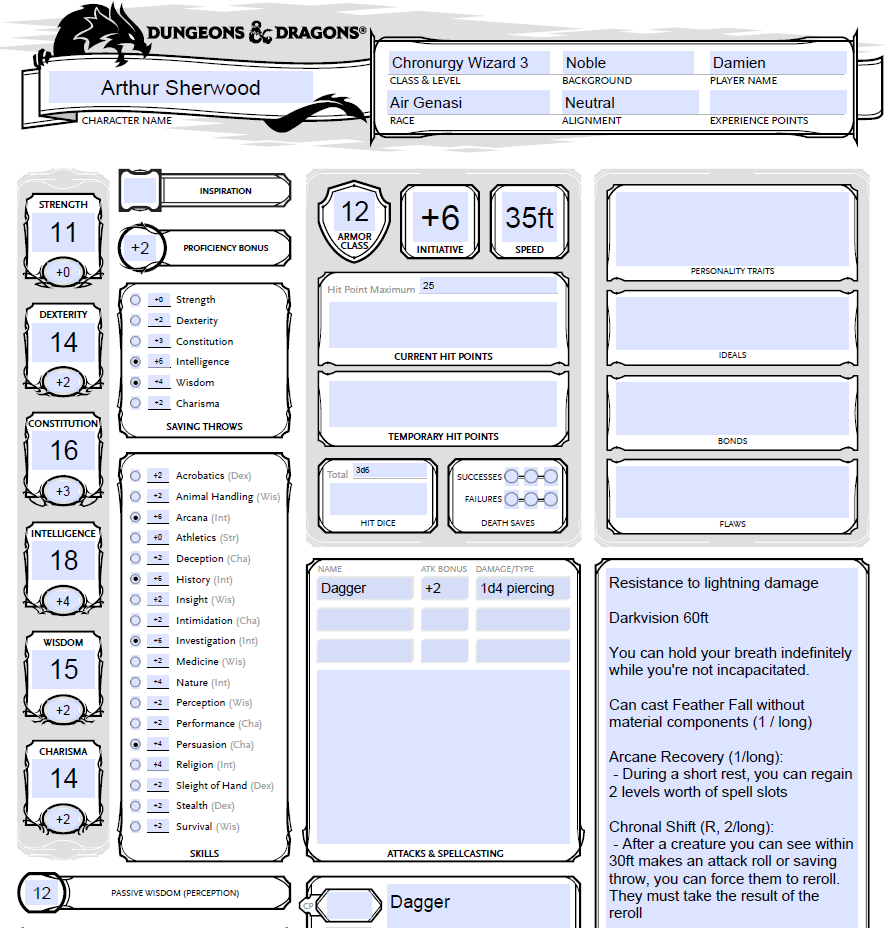 DUNGEONS & DRAGONS®
Arthur Sherwood
CHARACTER NAME
Chronurgy Wizard 3
Noble
Damien
CLASS & LEVEL
BACKGROUND
PLAYER NAME
Air Genasi
Neutral
RACE
ALIGNMENT
EXPERIENCE POINTS
STRENGTH
11
+0
DEXTERITY
14
+2
CONSTITUTION
16
+3
INTELLIGENCE
18
+4
WISDOM
15
+2
CHARISMA
14
+2
INSPIRATION
+2
PROFICIENCY BONUS
+0 Strength
+2 Dexterity
+3 Constitution
+6 Intelligence
+4 Wisdom
+2 Charisma
SAVING THROWS
+2 Acrobatics (Dex)
+2 Animal Handling (Wis)
+6 Arcana (Int)
+0 Athletics (Str)
+2 Deception (Cha)
+6 History (Int)
+2 Insight (Wis)
+2 Intimidation (Cha)
+6 Investigation (Int)
+2 Medicine (Wis)
+4 Nature (Int)
+2 Perception (Wis)
+2 Performance (Cha)
+4 Persuasion (Cha)
+4 Religion (Int)
+2 Sleight of Hand (Dex)
+2 Stealth (Dex)
+2 Survival (Wis)
SKILLS
12
PASSIVE WISDOM (PERCEPTION)
12
ARMOR
CLASS
+6
INITIATIVE
35ft
SPEED
Hit Point Maximum 25
CURRENT HIT POINTS
TEMPORARY HIT POINTS
Total 3d6
HIT DICE
SUCCESSES
FAILURES
DEATH SAVES
NAME ATK BONUS DAMAGE/TYPE
Dagger +2 1d4 piercing
ATTACKS & SPELLCASTING
CP
Dagger
PERSONALITY TRAITS
IDEALS
BONDS
FLAWS
Resistance to lightning damage
Darkvision 60ft
You can hold your breath indefinitely
while you're not incapacitated.
Can cast Feather Fall without
material components (1 / long)
Arcane Recovery (1/long):
- During a short rest, you can regain
2 levels worth of spell slots
Chronal Shift (R, 2/long):
- After a creature you can see within
30ft makes an attack roll or saving
throw, you can force them to reroll.
They must take the result of the
reroll